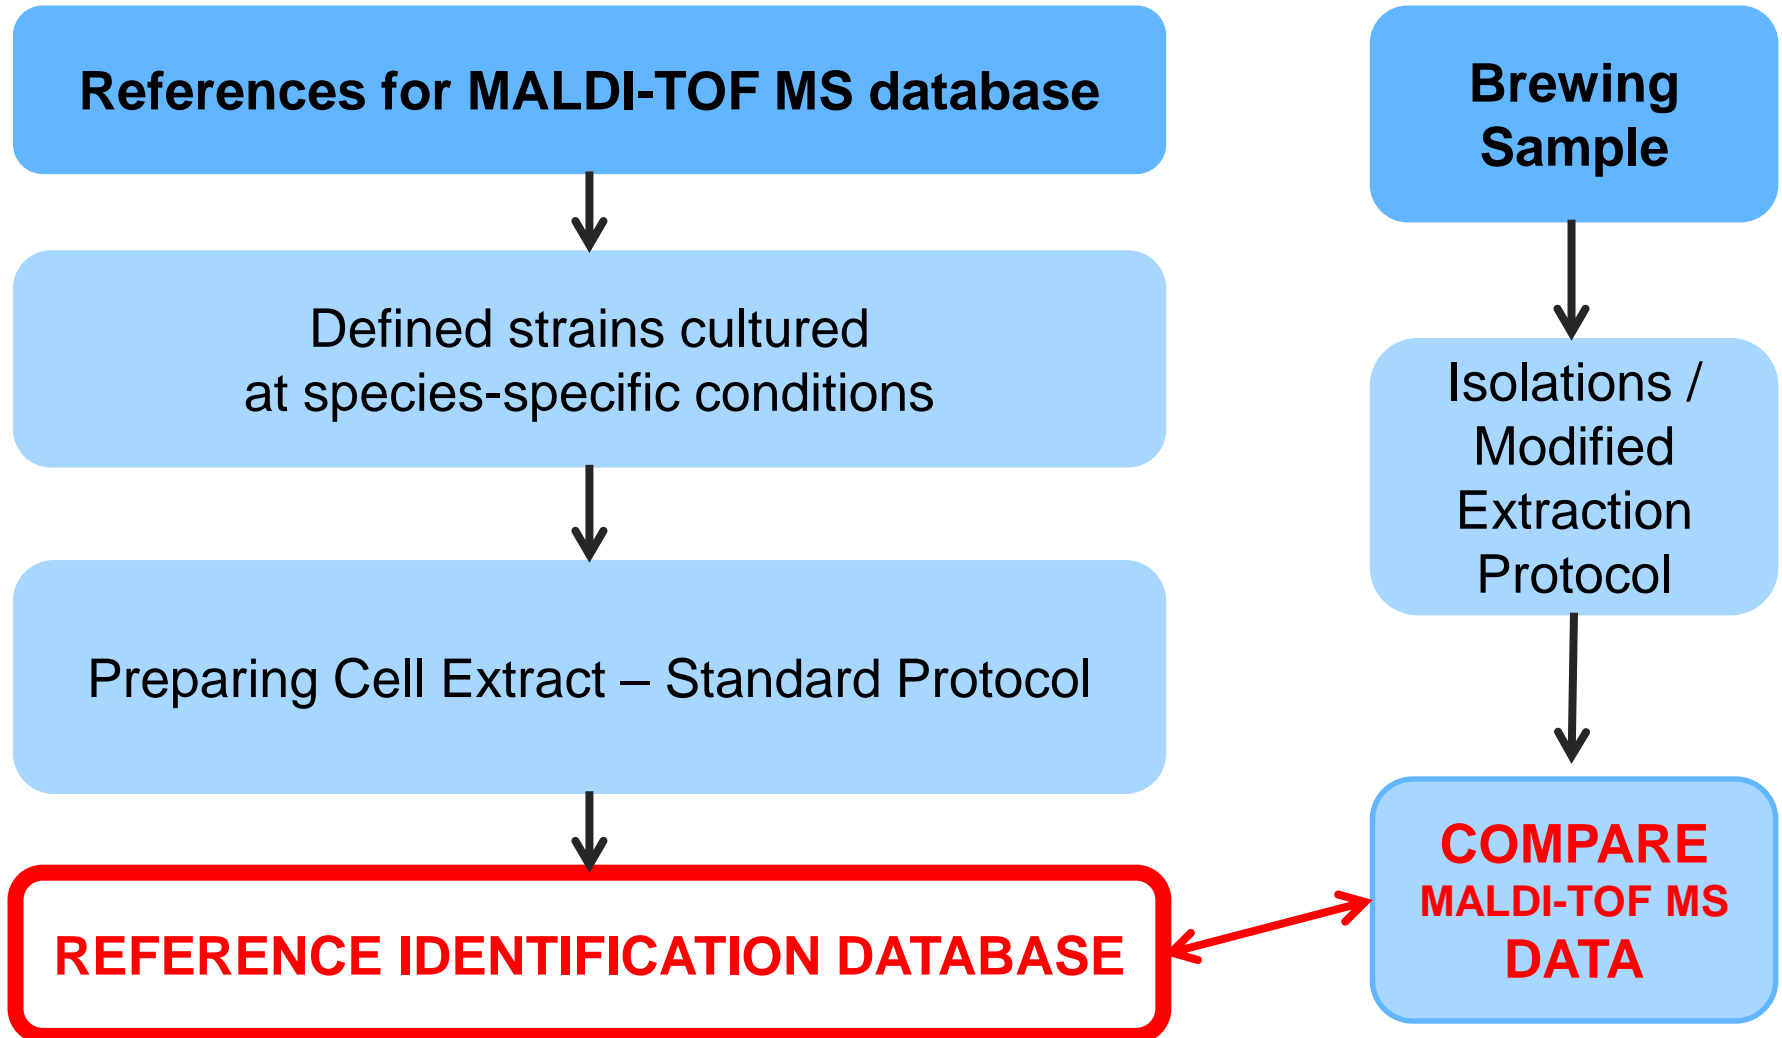 References for MALDI-TOF MS database
Defined strains cultured
at species-specific conditions
Preparing Cell Extract – Standard Protocol
REFERENCE IDENTIFICATION DATABASE
Brewing
Sample
Isolations /
Modified
Extraction
Protocol
COMPARE
MALDI-TOF MS
DATA